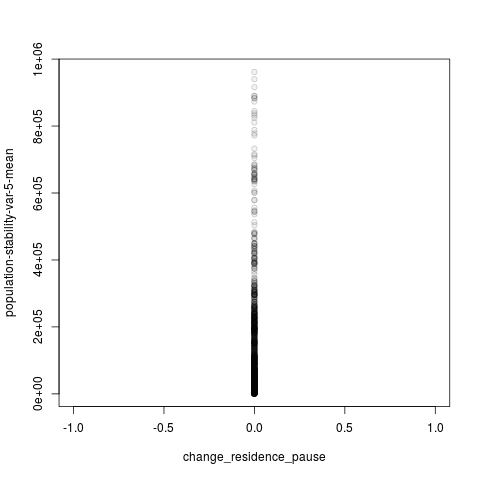 1e+06
8e+05
6e+05
4e+05
2e+05
0e+00
population-stability-var-5-mean
-1.0
-0.5
0.0
0.5
1.0
change_residence_pause